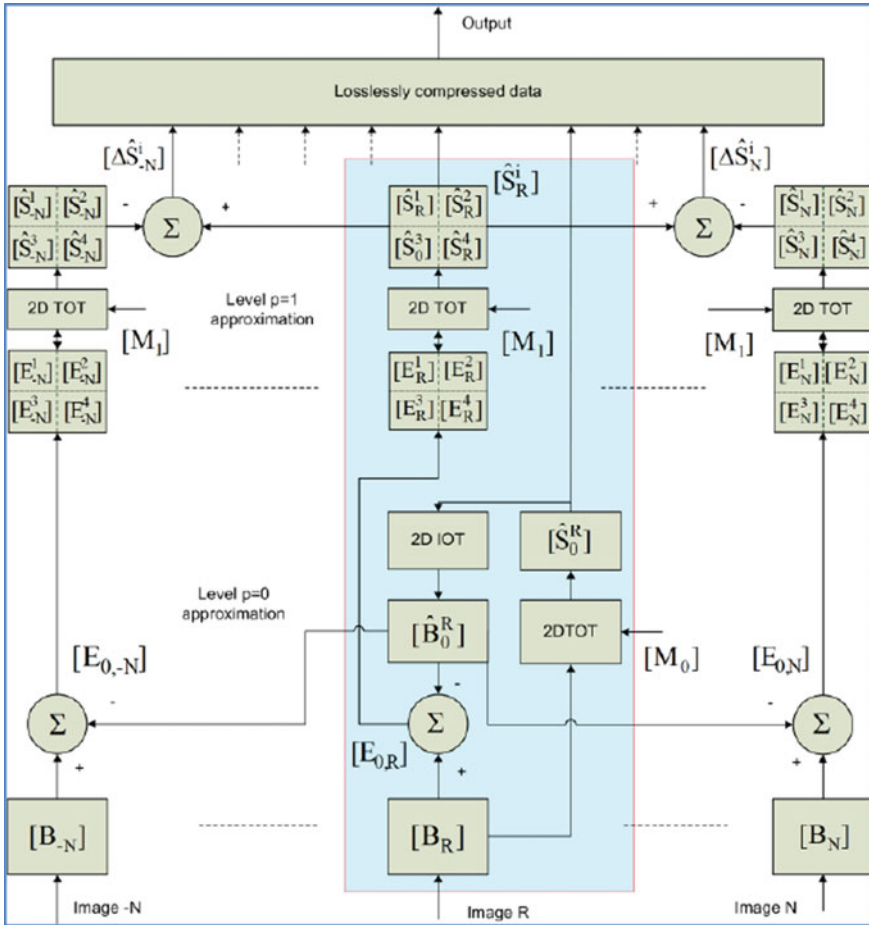 Output
Losslessly compressed data
[ΔŜ^i_-N]
[Ŝ^i_R]
[ΔŜ^i_N]
[Ŝ^1_-N] [Ŝ^2_-N]
[Ŝ^3_-N] [Ŝ^4_-N]
- Σ +
[Ŝ^1_R] [Ŝ^2_R]
[Ŝ^3_0] [Ŝ^4_R]
+ Σ -
[Ŝ^1_N] [Ŝ^2_N]
[Ŝ^3_N] [Ŝ^4_N]
2D TOT
Level p=1
approximation
2D TOT
2D TOT
[M_1]
[M_1]
[M_1]
[E^1_-N] [E^2_-N]
[E^3_-N] [E^4_-N]
[E^1_R] [E^2_R]
[E^3_R] [E^4_R]
[E^1_N] [E^2_N]
[E^3_N] [E^4_N]
2D IOT
[Ŝ^R_0]
Level p=0
approximation
[B̂^R_0]
2DTOT
[M_0]
[E_0,-N]
[E_0,N]
Σ -
- Σ
- Σ
[E_0,R]
+
+
+
[B_-N]
[B_R]
[B_N]
Image -N
Image R
Image N